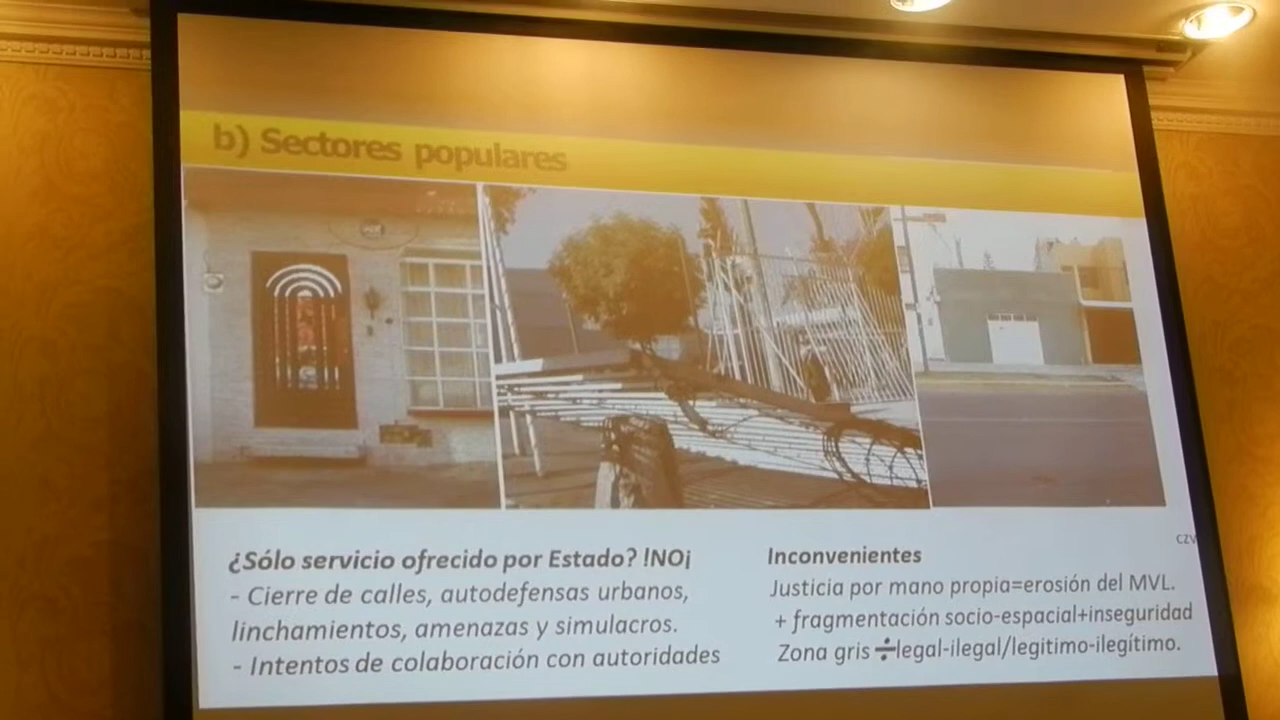 b) Sectores populares
CZV
¿Sólo servicio ofrecido por Estado? !NO¡
- Cierre de calles, autodefensas urbanos,
linchamientos, amenazas y simulacros.
- Intentos de colaboración con autoridades
Inconvenientes
Justicia por mano propia=erosión del MVL.
+ fragmentación socio-espacial+inseguridad
Zona gris ÷legal-ilegal/legitimo-ilegítimo.